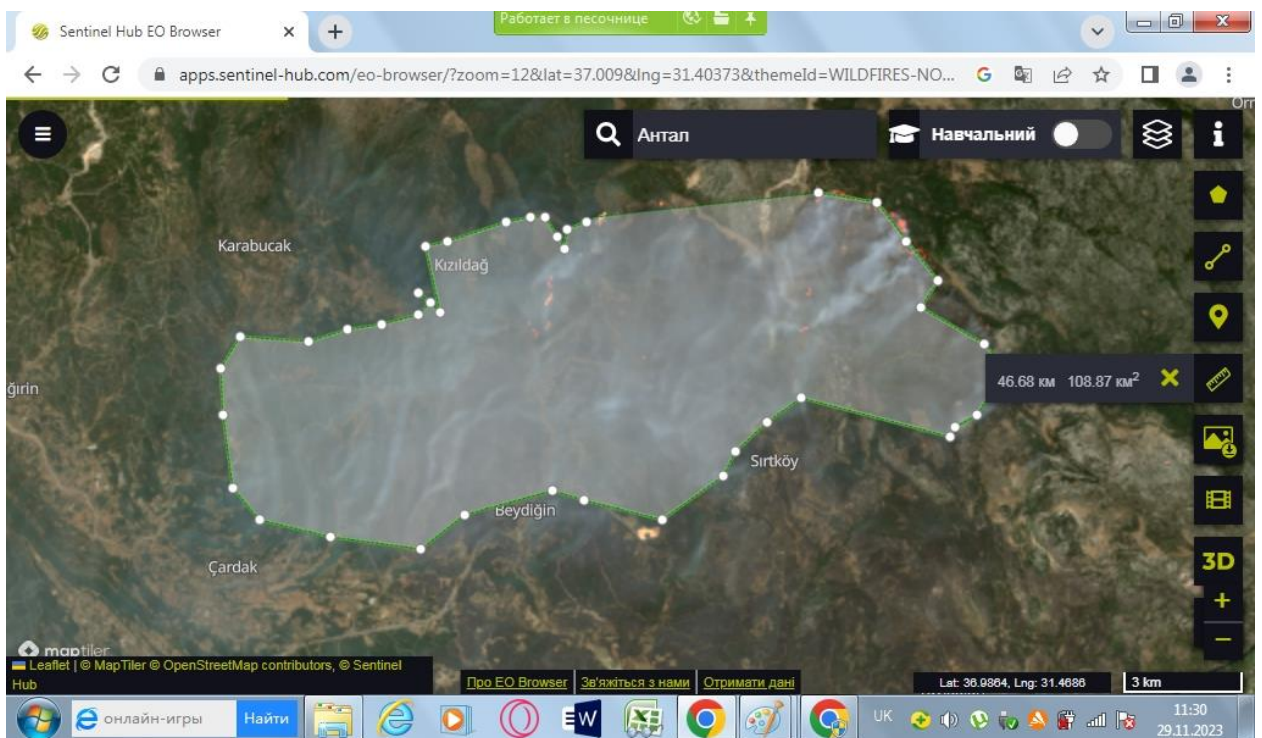 Работает в песочнице
Sentinel Hub EO Browser
apps.sentinel-hub.com/eo-browser/?zoom=12&lat=37.009&lng=31.40373&themeId=WILDFIRES-NO...
Orr
Антал
Навчальний
Karabucak
Kızıldağ
ğırin
46.68 км 108.87 км²
Sırtköy
Beydiğin
Çardak
3D
maptiler
Leaflet | © MapTiler © OpenStreetMap contributors, © Sentinel
Hub
Про EO Browser
Зв'яжіться з нами
Отримати дані
Lat: 36.9864, Lng: 31.4686
3 km
онлайн-игры
Найти
UK
11:30
29.11.2023